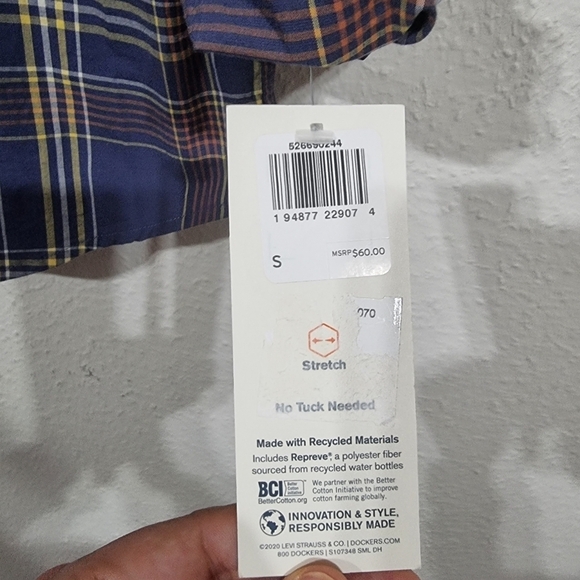 526690244
1 94877 22907 4
S
MSRP$60.00
070
Stretch
No Tuck Needed
Made with Recycled Materials
Includes Repreve®, a polyester fiber
sourced from recycled water bottles
BCI Better Cotton Initiative
BetterCotton.org
We partner with the Better
Cotton Initiative to improve
cotton farming globally.
INNOVATION & STYLE,
RESPONSIBLY MADE
©2020 LEVI STRAUSS & CO. | DOCKERS.COM
800 DOCKERS | S107348 SML DH